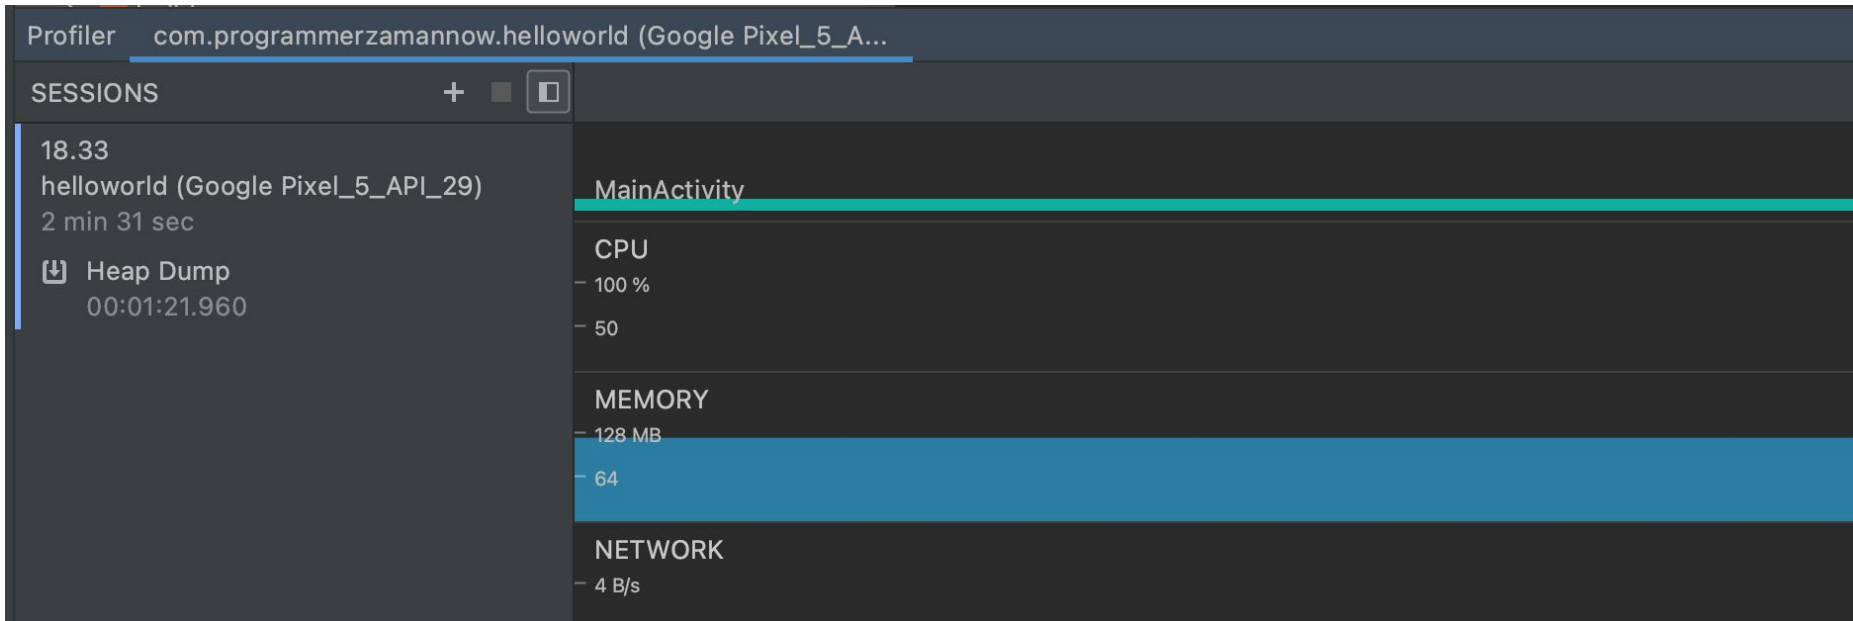 Profiler com.programmerzamannow.helloworld (Google Pixel_5_A...
SESSIONS
18.33
helloworld (Google Pixel_5_API_29)
2 min 31 sec
Heap Dump
00:01:21.960
MainActivity
CPU
100 %
50
MEMORY
128 MB
64
NETWORK
4 B/s